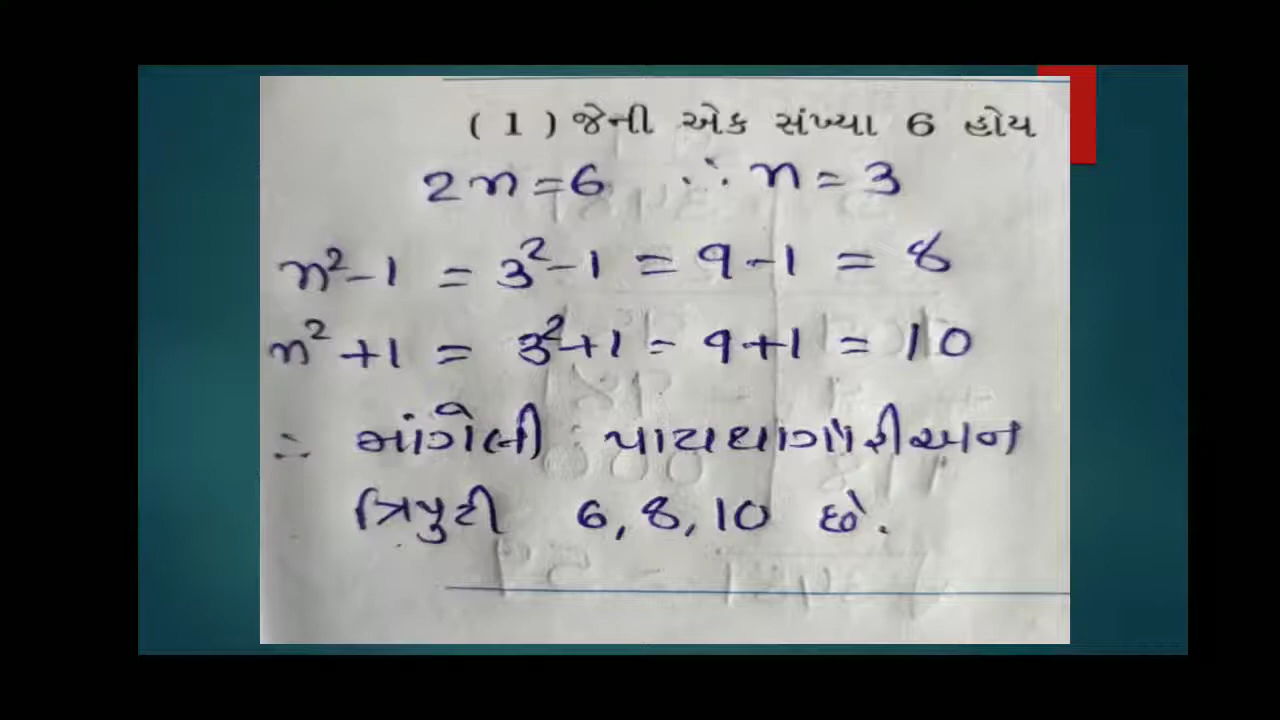 ( 1 ) જેની એક સંખ્યા 6 હોય
2n = 6 ∴ n = 3
n² - 1 = 3² - 1 = 9 - 1 = 8
n² + 1 = 3² + 1 = 9 + 1 = 10
∴ માંગેલી પાયથાગોરીઅન
ત્રિપુટી 6, 8, 10 છે.